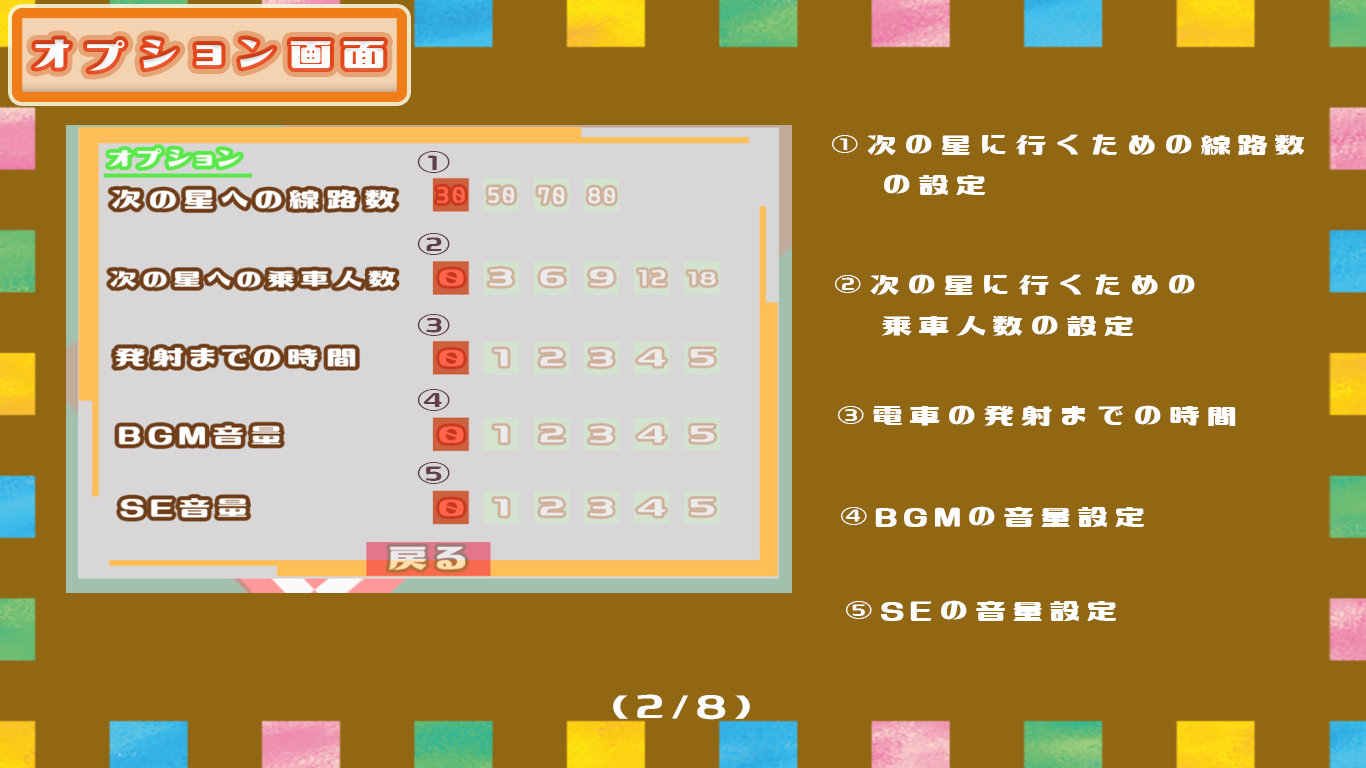 オプション画面
オプション
①
次の星への線路数 30 50 70 80
②
次の星への乗車人数 0 3 6 9 12 18
③
発射までの時間 0 1 2 3 4 5
④
BGM音量 0 1 2 3 4 5
⑤
SE音量 0 1 2 3 4 5
戻る
①次の星に行くための線路数
の設定
②次の星に行くための
乗車人数の設定
③電車の発射までの時間
④BGMの音量設定
⑤SEの音量設定
(2/8)